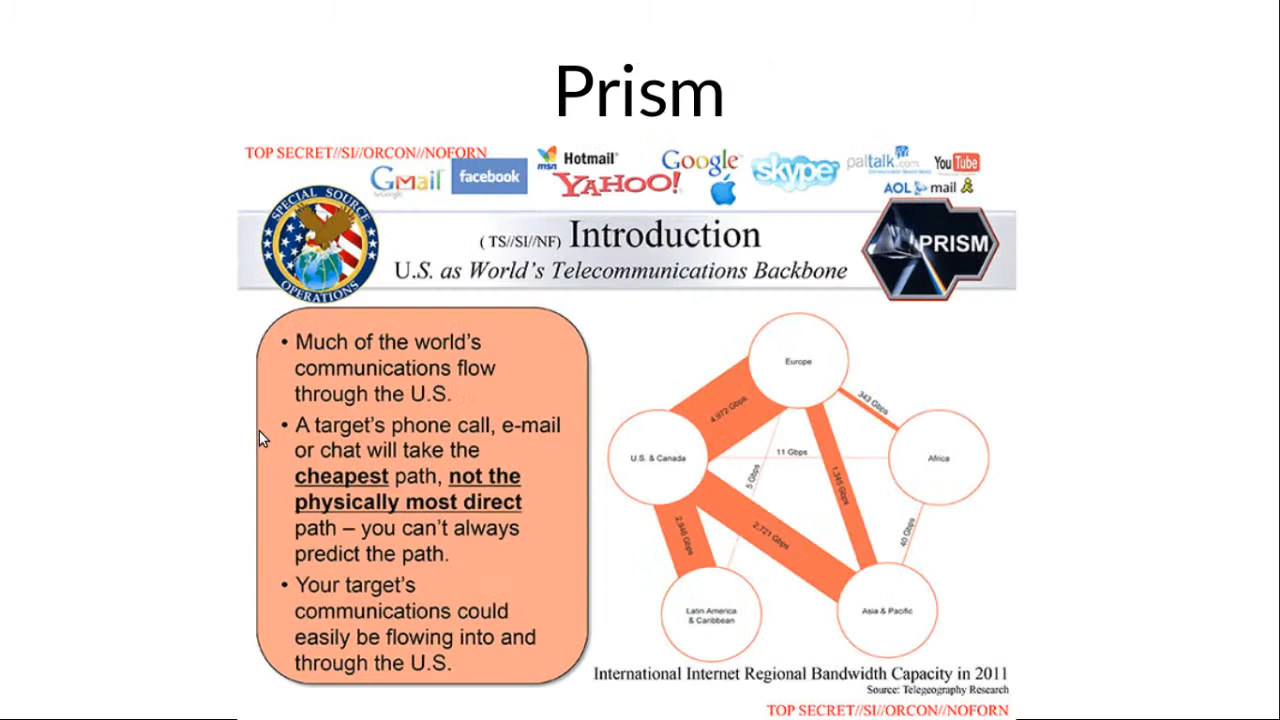 Prism
TOP SECRET//SI//ORCON//NOFORN
msn Hotmail®
Google™
paltalk.com
YouTube
GMail
by Google
facebook
YAHOO!
skype™
AOL mail
SPECIAL SOURCE
OPERATIONS
(TS//SI//NF) Introduction
U.S. as World's Telecommunications Backbone
PRISM
• Much of the world's
communications flow
through the U.S.
• A target's phone call, e-mail
or chat will take the
cheapest path, not the
physically most direct
path – you can't always
predict the path.
• Your target's
communications could
easily be flowing into and
through the U.S.
Europe
4,972 Gbps
343 Gbps
U.S. & Canada
11 Gbps
Africa
5 Gbps
1,345 Gbps
2,946 Gbps
2,721 Gbps
40 Gbps
Latin America
& Caribbean
Asia & Pacific
International Internet Regional Bandwidth Capacity in 2011
Source: Telegeography Research
TOP SECRET//SI//ORCON//NOFORN